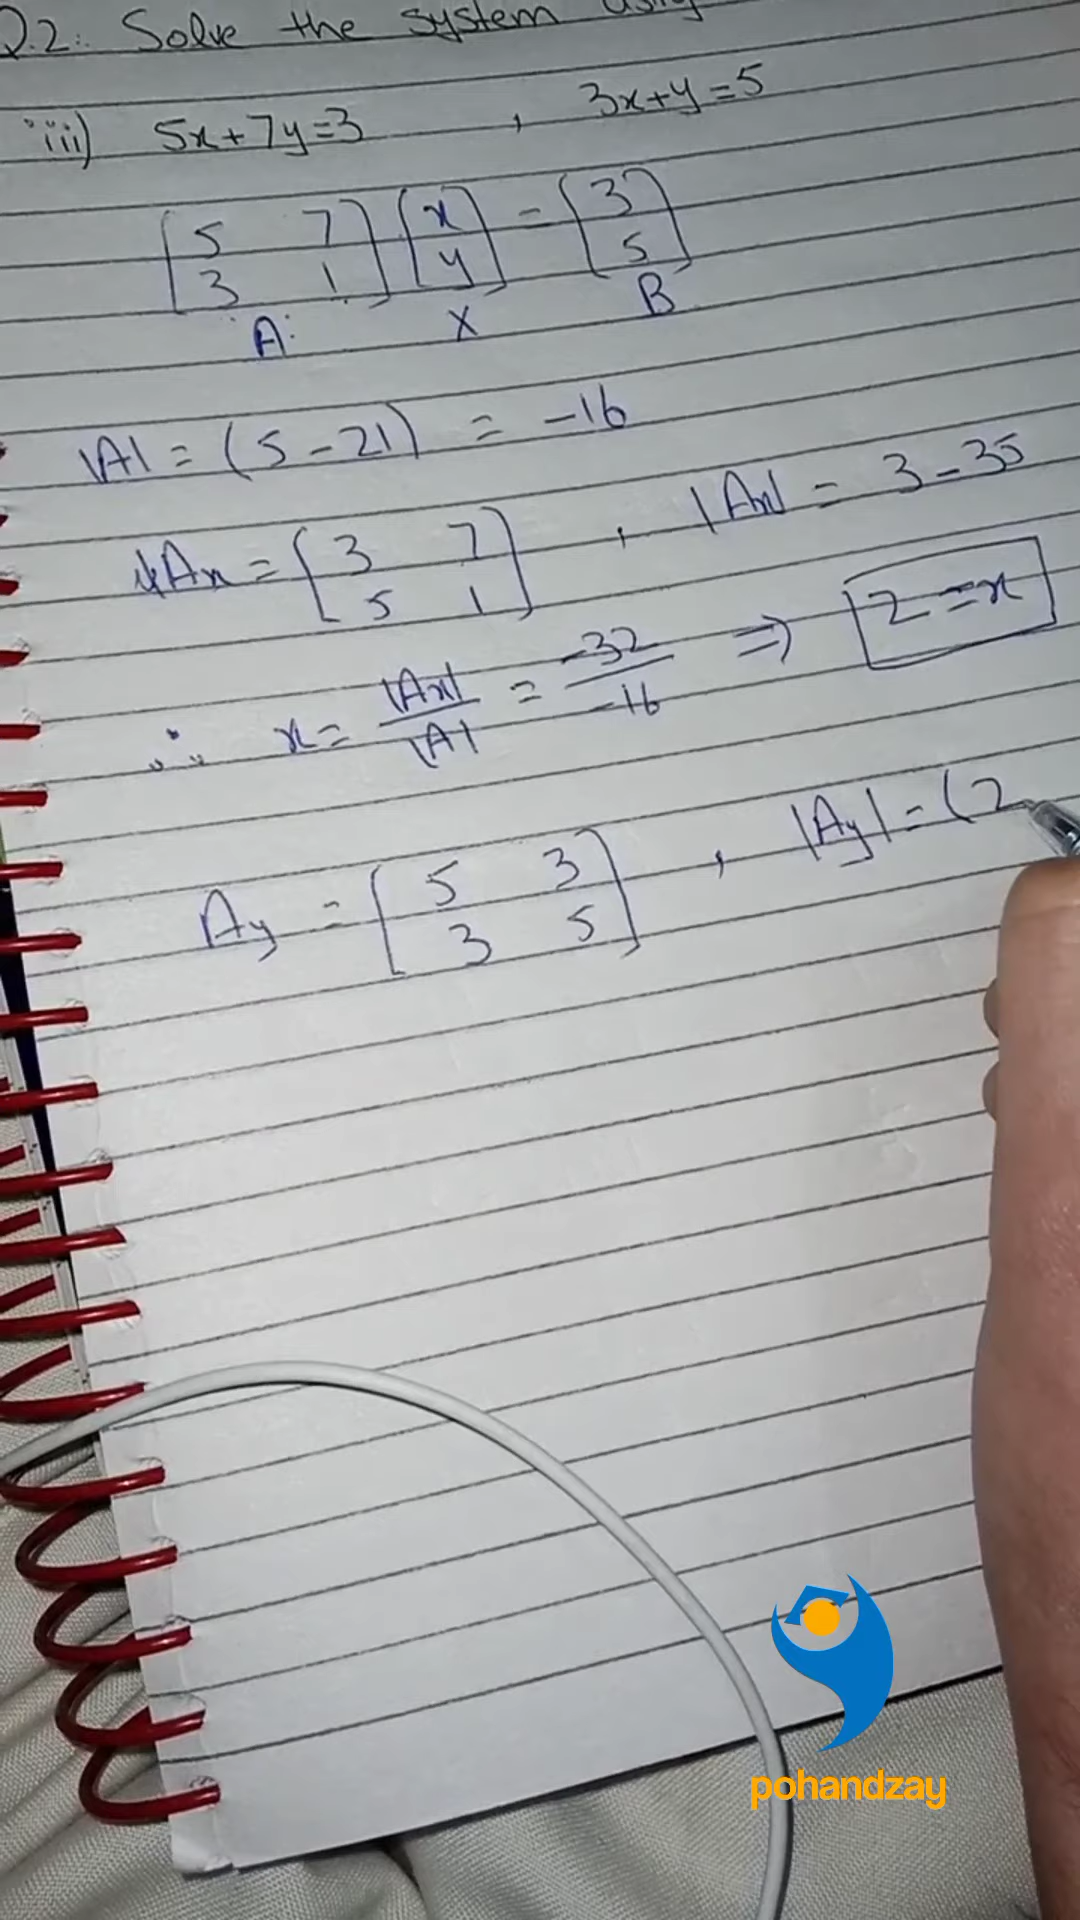 Q.2: Solve the system using
iii) 5x+7y=3 , 3x+y=5
[5 7 [x = [3
3 1] y] 5]
A X B
|A| = (5-21) = -16
Ax = [3 7 , |Ax| = 3-35
5 1]
∴ x = |Ax|/|A| = -32/-16 ⇒ 2=x
Ay = [5 3 , |Ay| = (2
3 5]
pohandzay